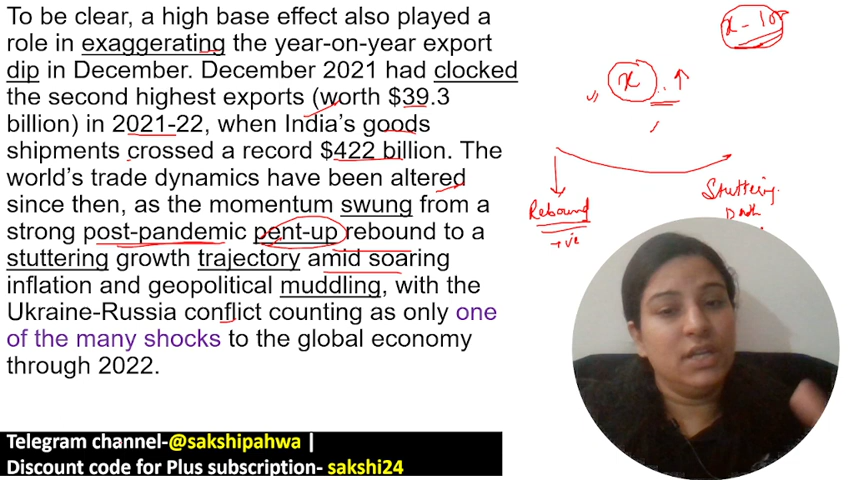 To be clear, a high base effect also played a
role in exaggerating the year-on-year export
dip in December. December 2021 had clocked
the second highest exports (worth $39.3
billion) in 2021-22, when India's goods
shipments crossed a record $422 billion. The
world's trade dynamics have been altered
since then, as the momentum swung from a
strong post-pandemic pent-up rebound to a
stuttering growth trajectory amid soaring
inflation and geopolitical muddling, with the
Ukraine-Russia conflict counting as only one
of the many shocks to the global economy
through 2022.
x - 10
x
Rebound
+ve
Stuttering
Telegram channel-@sakshipahwa |
Discount code for Plus subscription- sakshi24